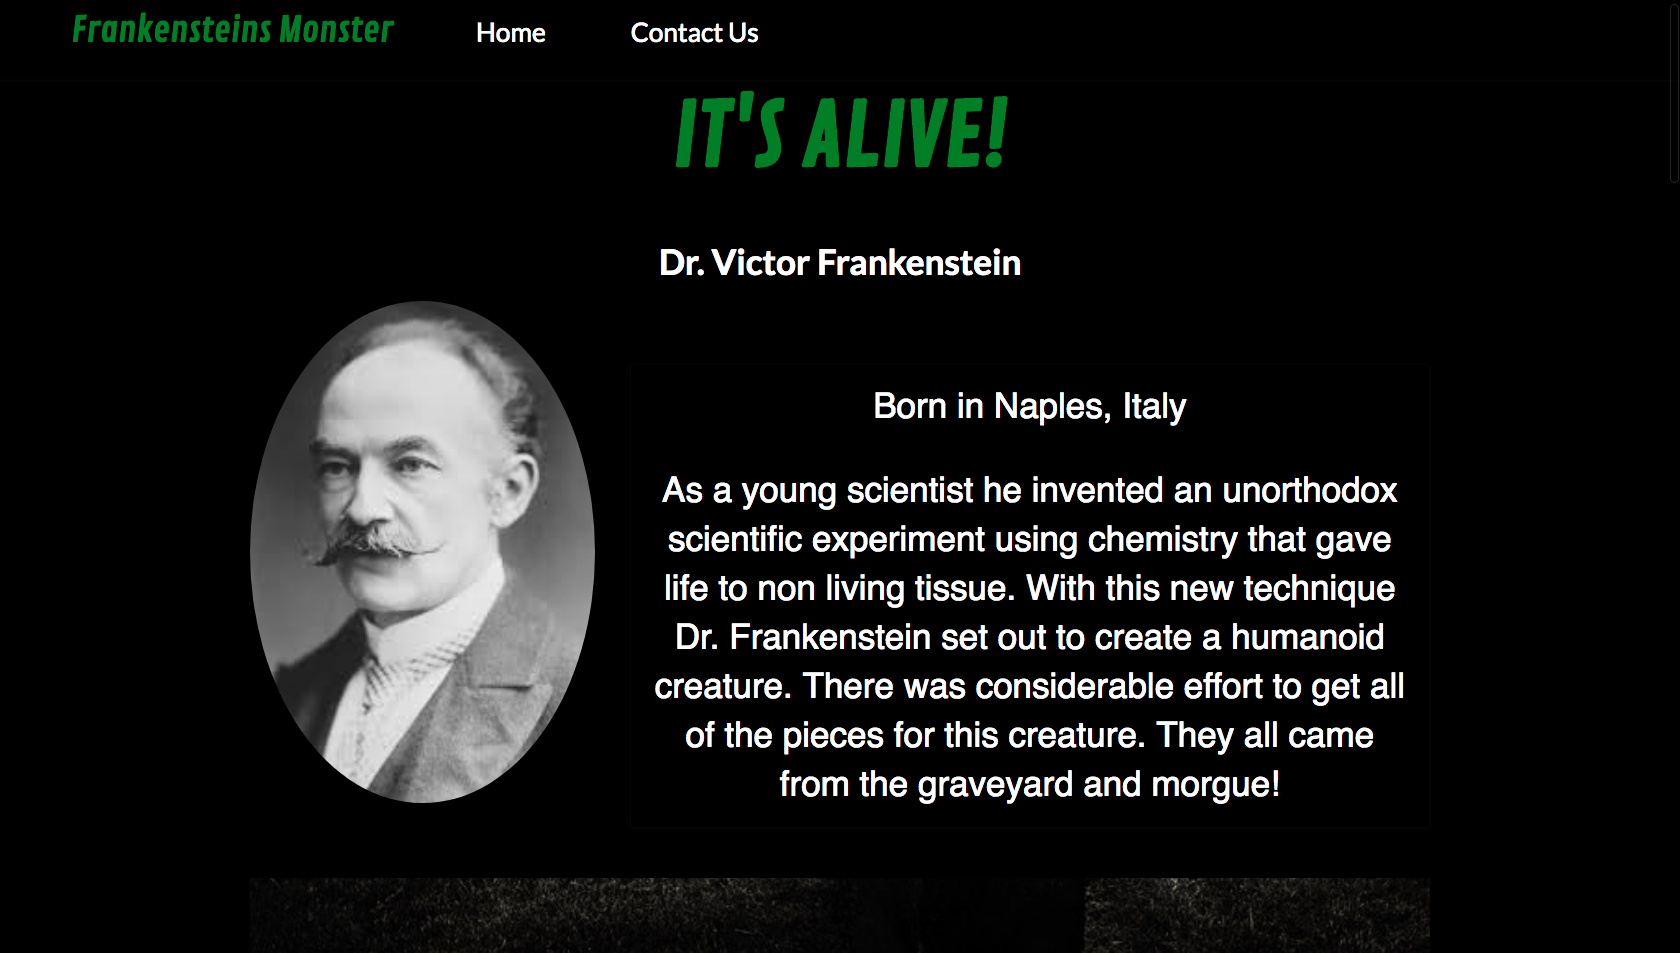 Frankensteins Monster
Home
Contact Us
IT'S ALIVE!
Dr. Victor Frankenstein
Born in Naples, Italy
As a young scientist he invented an unorthodox
scientific experiment using chemistry that gave
life to non living tissue. With this new technique
Dr. Frankenstein set out to create a humanoid
creature. There was considerable effort to get all
of the pieces for this creature. They all came
from the graveyard and morgue!